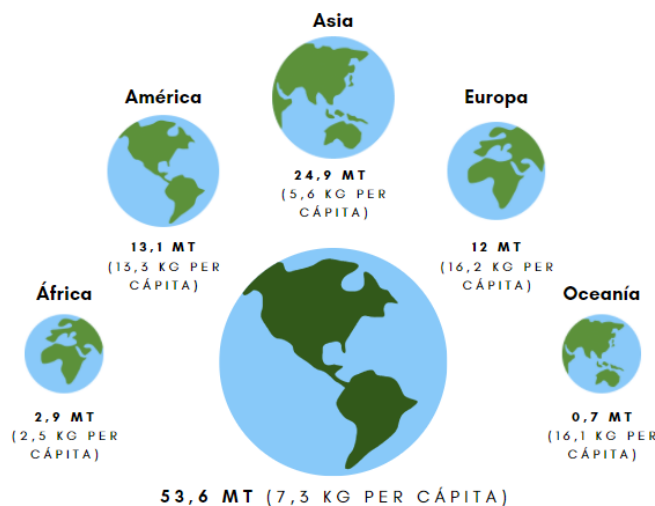 Asia
24,9 MT
(5,6 KG PER
CÁPITA)
América
13,1 MT
(13,3 KG PER
CÁPITA)
Europa
12 MT
(16,2 KG PER
CÁPITA)
África
2,9 MT
(2,5 KG PER
CÁPITA)
Oceanía
0,7 MT
(16,1 KG PER
CÁPITA)
53,6 MT (7,3 KG PER CÁPITA)